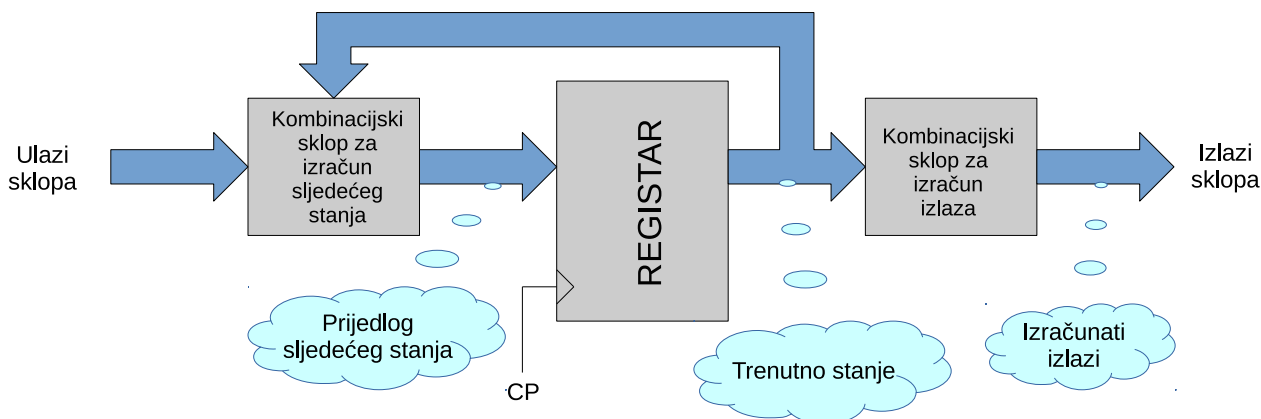 Ulazi
sklopa
Kombinacijski
sklop za
izračun
sljedećeg
stanja
REGISTAR
Kombinacijski
sklop za
izračun
izlaza
Izlazi
sklopa
Prijedlog
sljedećeg stanja
CP
Trenutno stanje
Izračunati
izlazi